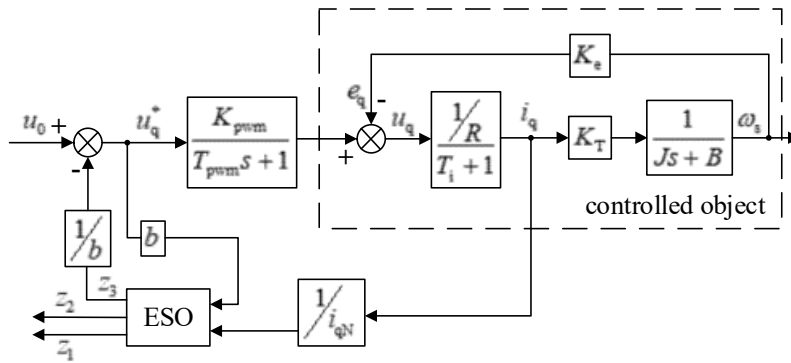 K_e
e_q -
u_0 + u_q^* K_pwm / T_pwm s + 1 + u_q 1/R / T_i + 1 i_q K_T 1 / Js + B ω_s
-
controlled object
1/b b
z_3
z_2 ESO 1/i_qN
z_1